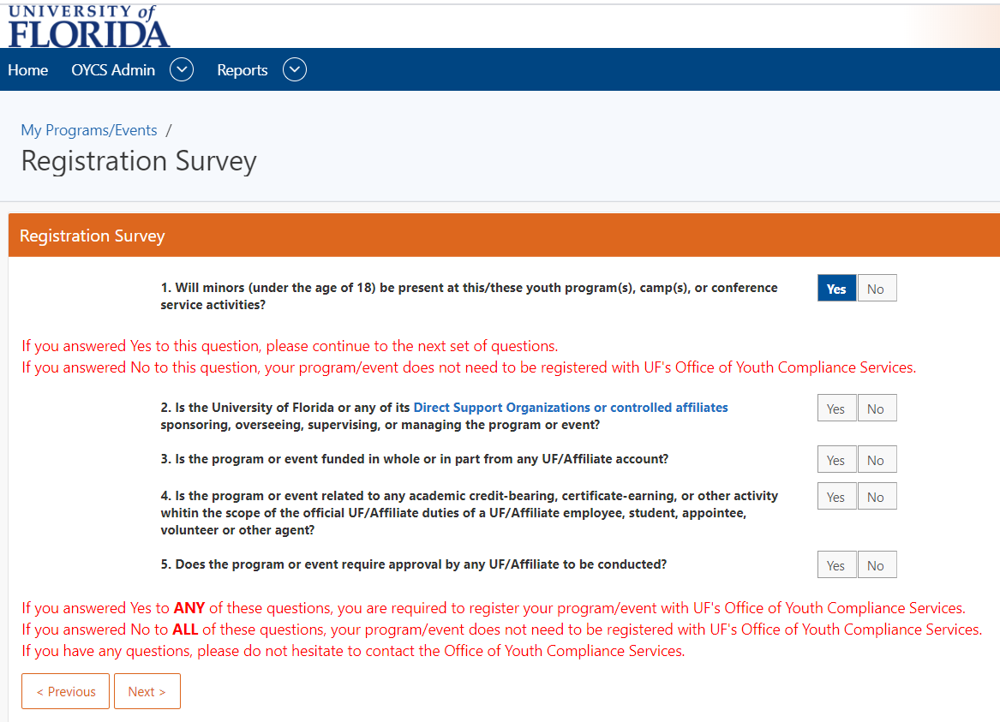 UNIVERSITY of
FLORIDA
Home OYCS Admin Reports
My Programs/Events /
Registration Survey
Registration Survey
1. Will minors (under the age of 18) be present at this/these youth program(s), camp(s), or conference
service activities?
Yes No
If you answered Yes to this question, please continue to the next set of questions.
If you answered No to this question, your program/event does not need to be registered with UF's Office of Youth Compliance Services.
2. Is the University of Florida or any of its Direct Support Organizations or controlled affiliates
sponsoring, overseeing, supervising, or managing the program or event?
Yes No
3. Is the program or event funded in whole or in part from any UF/Affiliate account?
Yes No
4. Is the program or event related to any academic credit-bearing, certificate-earning, or other activity
whitin the scope of the official UF/Affiliate duties of a UF/Affiliate employee, student, appointee,
volunteer or other agent?
Yes No
5. Does the program or event require approval by any UF/Affiliate to be conducted?
Yes No
If you answered Yes to ANY of these questions, you are required to register your program/event with UF's Office of Youth Compliance Services.
If you answered No to ALL of these questions, your program/event does not need to be registered with UF's Office of Youth Compliance Services.
If you have any questions, please do not hesitate to contact the Office of Youth Compliance Services.
< Previous Next >